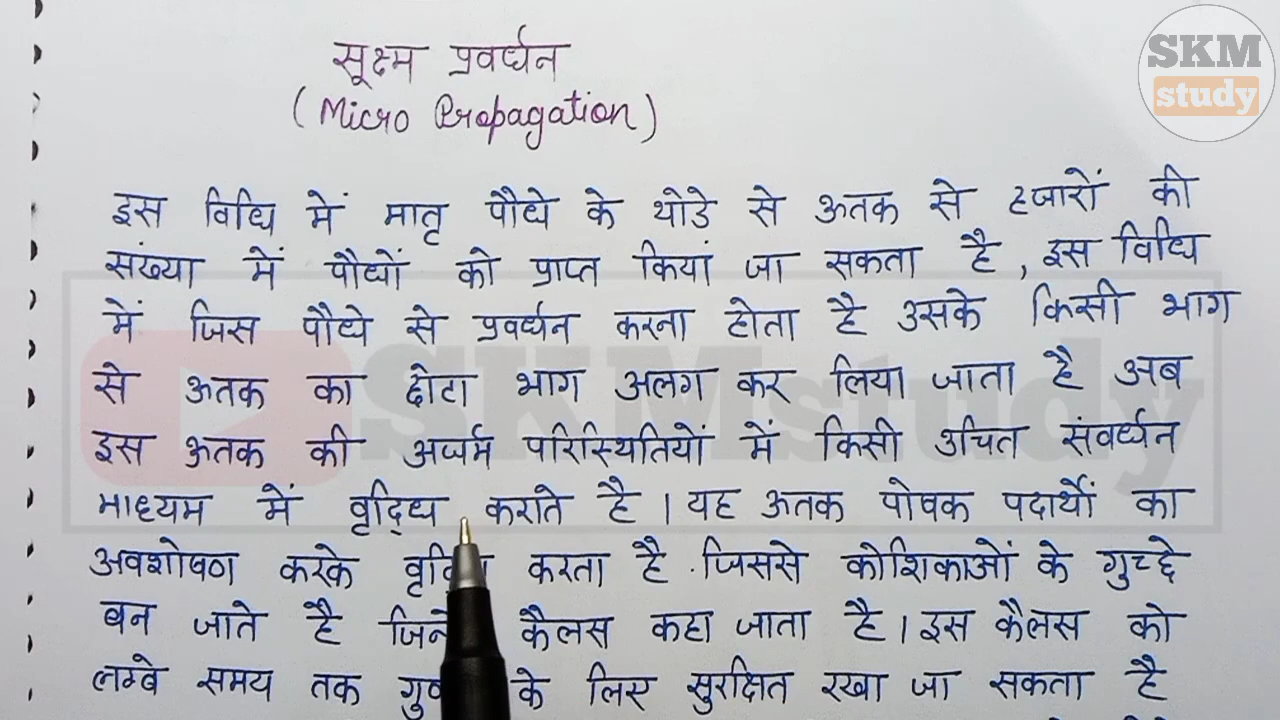 SKM
study
सूक्ष्म प्रवर्धन
(Micro Propagation)
इस विधि में मातृ पौधे के थोडे से ऊतक से हजारों की
संख्या में पौधों को प्राप्त कियां जा सकता है , इस विधि
में जिस पौधे से प्रवर्धन करना होता है उसके किसी भाग
से ऊतक का छोटा भाग अलग कर लिया जाता है अब
इस ऊतक की अजर्म परिस्थितियों में किसी उचित संवर्धन
माध्यम में वृद्धि कराते है । यह ऊतक पोषक पदार्थों का
अवशोषण करके करता है . जिससे कोशिकाओं के गुच्छे
बन जाते है कैलस कहा जाता है । इस कैलस को
लम्बे समय तक के लिए सुरक्षित रखा जा सकता है
SKMstudy